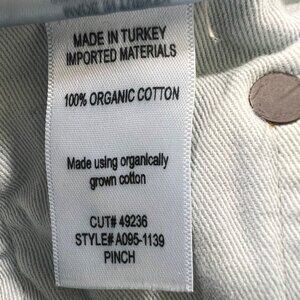 MADE IN TURKEY
IMPORTED MATERIALS
100% ORGANIC COTTON
Made using organically
grown cotton
CUT# 49236
STYLE# A095-1139
PINCH